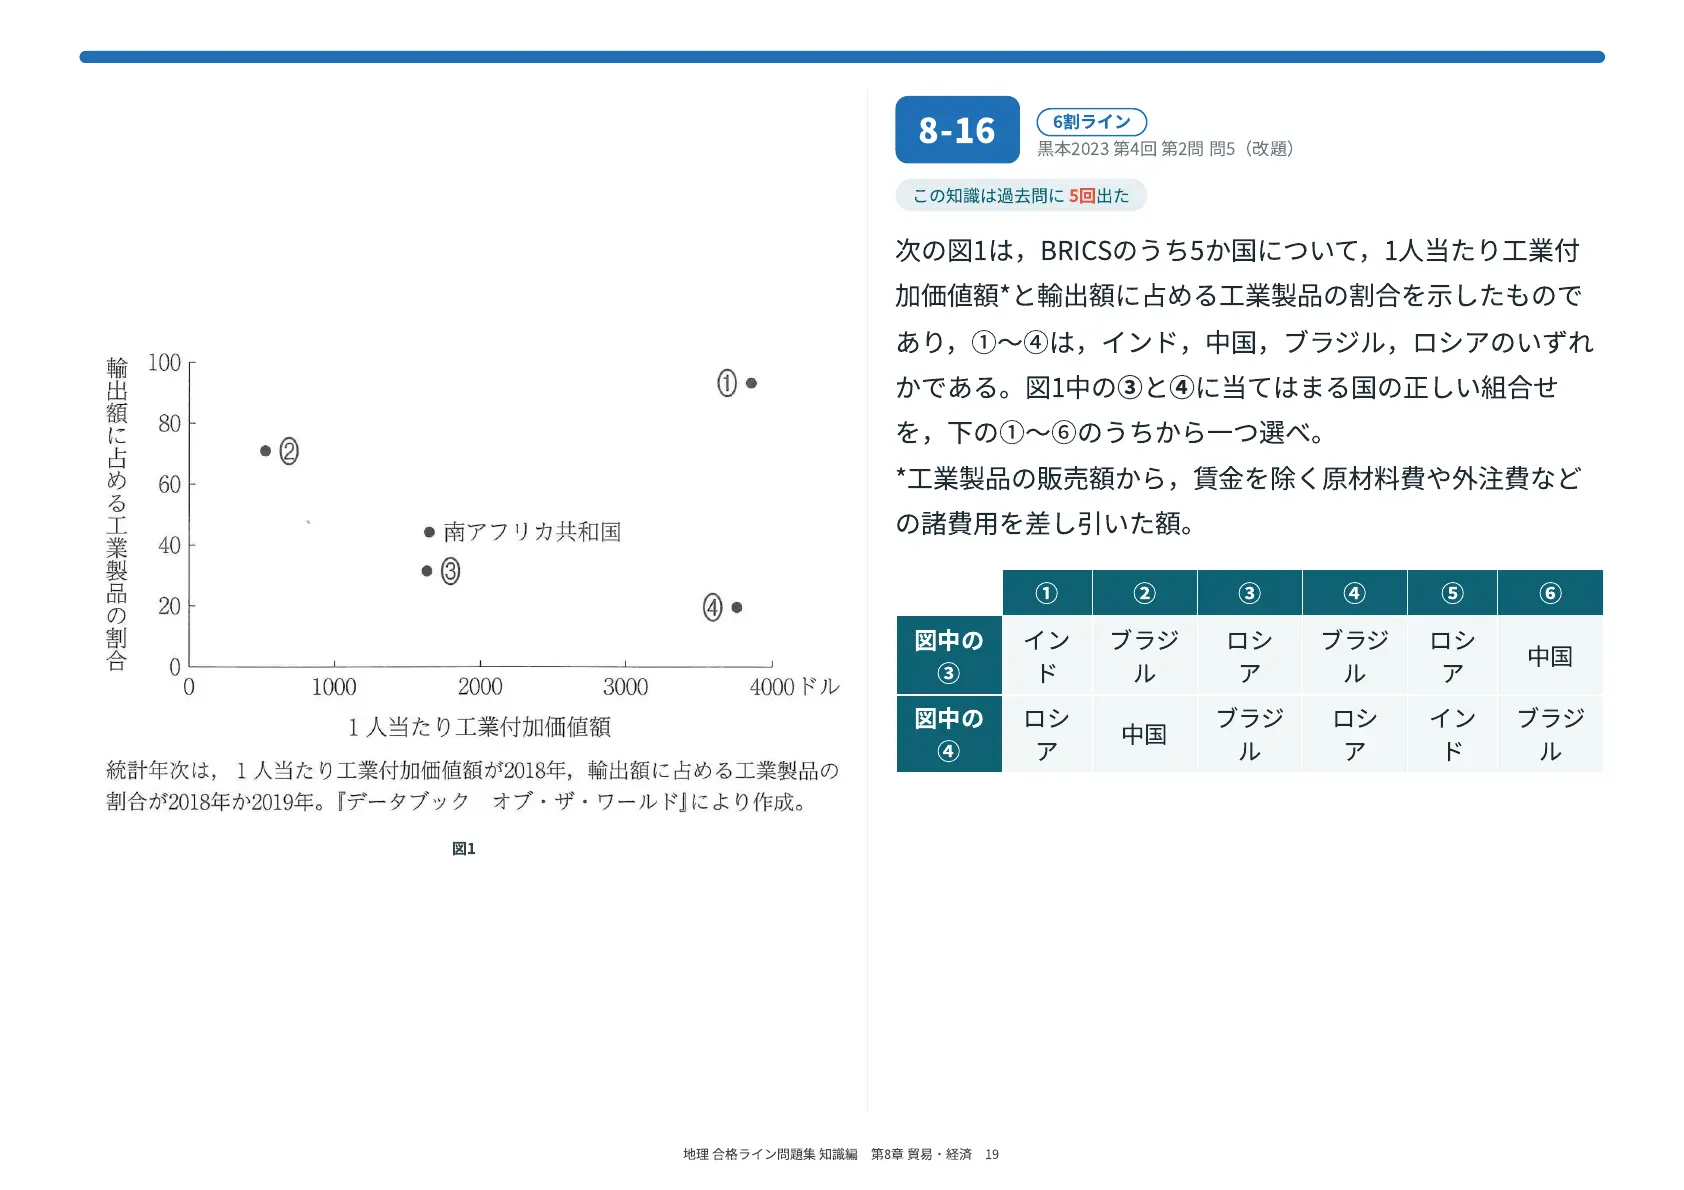 輸出額に占める工業製品の割合
100
80
60
40
20
0
①
②
南アフリカ共和国
③
④
0 1000 2000 3000 4000ドル
1人当たり工業付加価値額
統計年次は，1人当たり工業付加価値額が2018年，輸出額に占める工業製品の
割合が2018年か2019年。『データブック　オブ・ザ・ワールド』により作成。
図1
8-16
6割ライン
黒本2023 第4回 第2問 問5（改題）
この知識は過去問に 5回出た
次の図1は，BRICSのうち5か国について，1人当たり工業付
加価値額*と輸出額に占める工業製品の割合を示したもので
あり，①〜④は，インド，中国，ブラジル，ロシアのいずれ
かである。図1中の③と④に当てはまる国の正しい組合せ
を，下の①〜⑥のうちから一つ選べ。
*工業製品の販売額から，賃金を除く原材料費や外注費など
の諸費用を差し引いた額。
① ② ③ ④ ⑤ ⑥
図中の③ インド ブラジル ロシア ブラジル ロシア 中国
図中の④ ロシア 中国 ブラジル ロシア インド ブラジル
地理 合格ライン問題集 知識編　第8章 貿易・経済　19